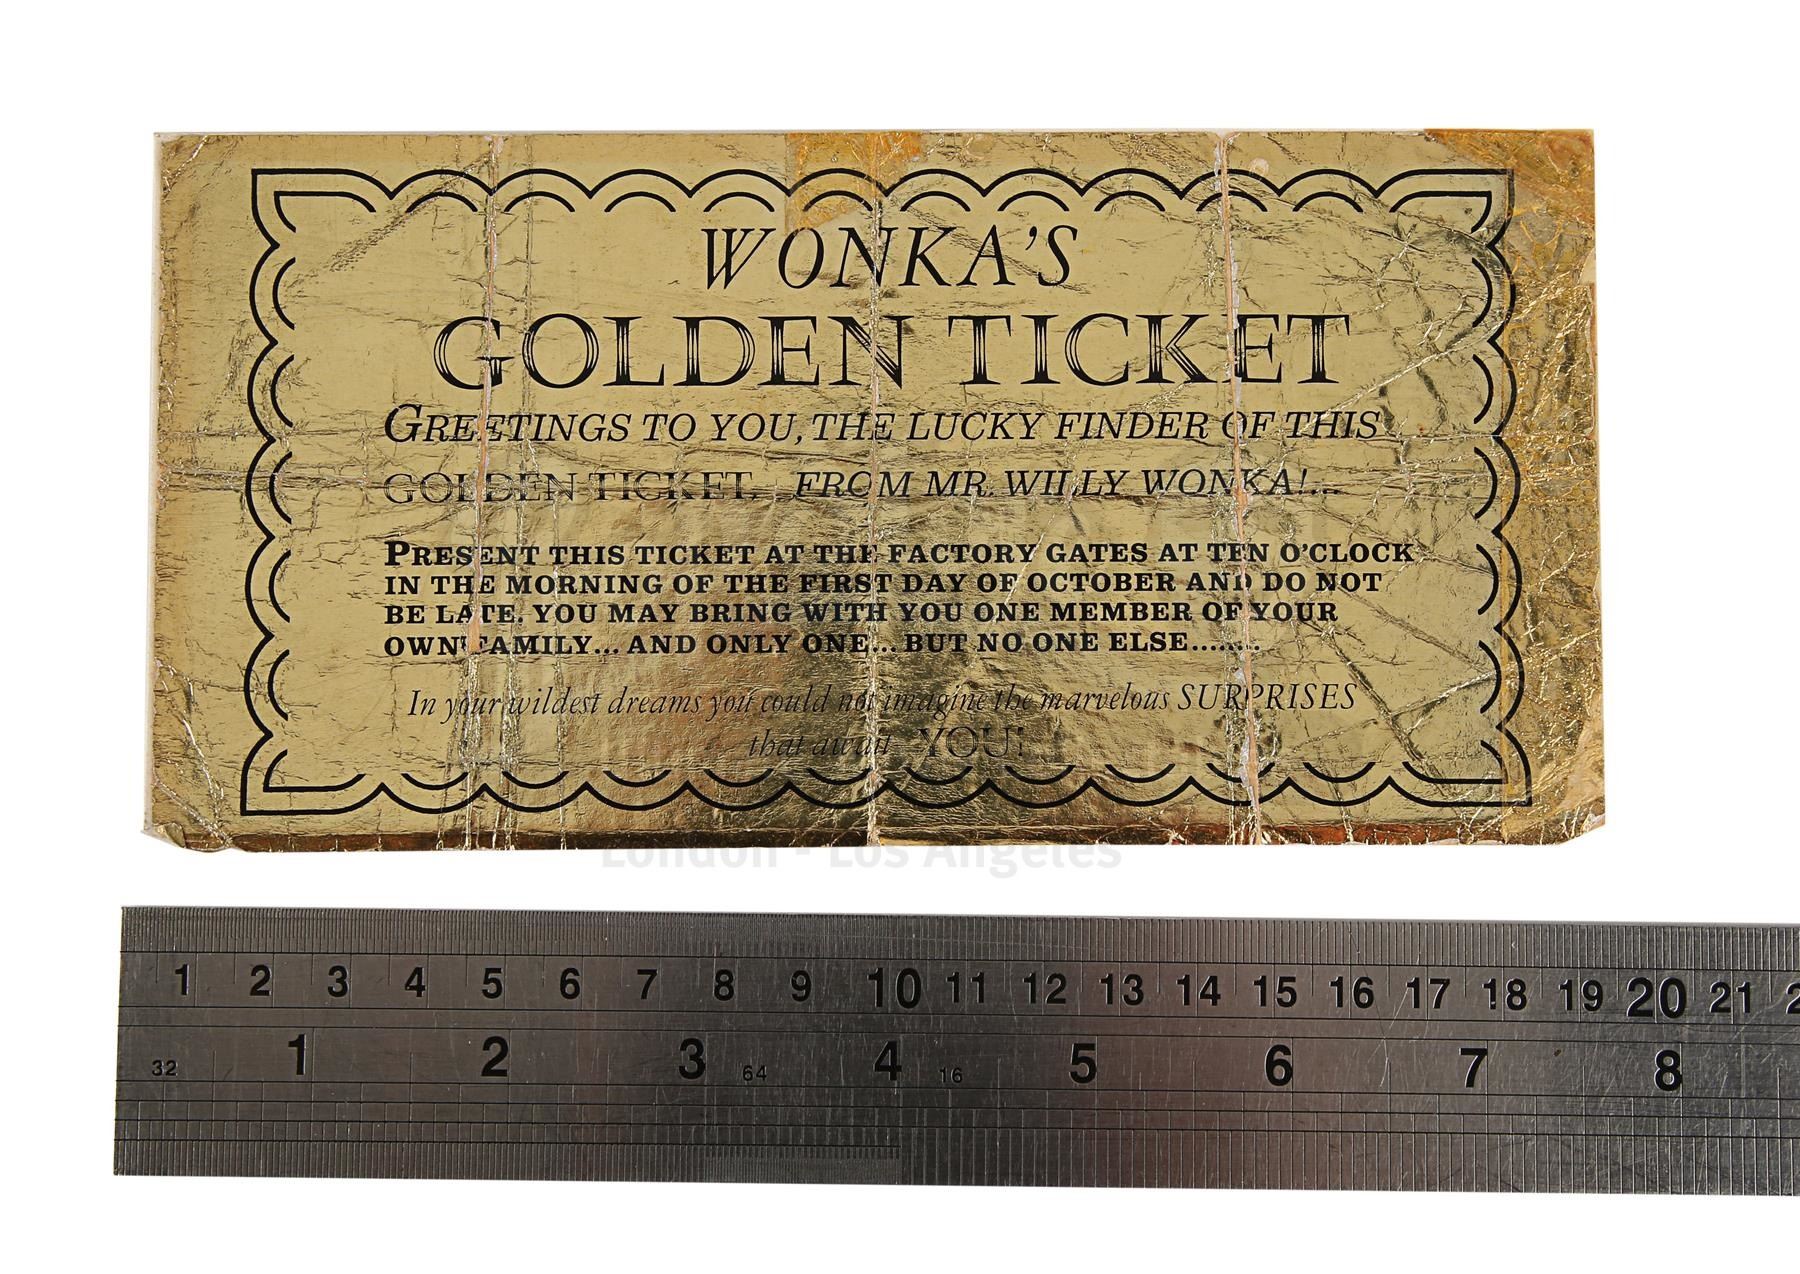 WONKA'S
GOLDEN TICKET
GREETINGS TO YOU, THE LUCKY FINDER OF THIS
GOLDEN TICKET, FROM MR. WILLY WONKA!...
PRESENT THIS TICKET AT THE FACTORY GATES AT TEN O'CLOCK
IN THE MORNING OF THE FIRST DAY OF OCTOBER AND DO NOT
BE LATE. YOU MAY BRING WITH YOU ONE MEMBER OF YOUR
OWN FAMILY... AND ONLY ONE... BUT NO ONE ELSE.......
In your wildest dreams you could not imagine the marvelous SURPRISES
that await YOU!
London - Los Angeles
1 2 3 4 5 6 7 8 9 10 11 12 13 14 15 16 17 18 19 20 21
1 2 3 4 5 6 7 8
32 64 16